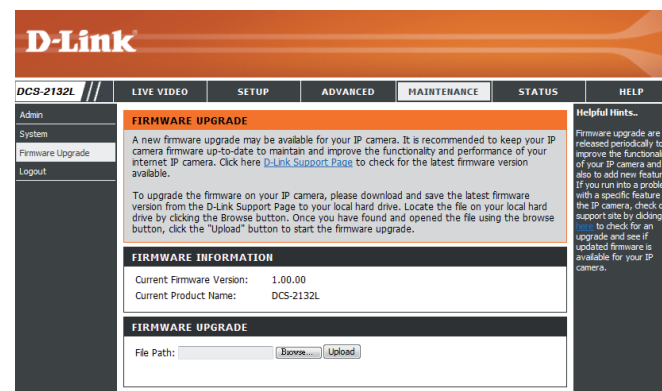 D-Link
DCS-2132L
LIVE VIDEO
SETUP
ADVANCED
MAINTENANCE
STATUS
HELP
Admin
System
Firmware Upgrade
Logout
FIRMWARE UPGRADE
A new firmware upgrade may be available for your IP camera. It is recommended to keep your IP
camera firmware up-to-date to maintain and improve the functionality and performance of your
internet IP camera. Click here D-Link Support Page to check for the latest firmware version
available.
To upgrade the firmware on your IP camera, please download and save the latest firmware
version from the D-Link Support Page to your local hard drive. Locate the file on your local hard
drive by clicking the Browse button. Once you have found and opened the file using the browse
button, click the "Upload" button to start the firmware upgrade.
FIRMWARE INFORMATION
Current Firmware Version: 1.00.00
Current Product Name: DCS-2132L
FIRMWARE UPGRADE
File Path: Browse... Upload
Helpful Hints..
Firmware upgrade are
released periodically to
improve the functionali
of your IP camera and
also to add new featur
If you run into a proble
with a specific feature
the IP camera, check o
support site by clicking
here to check for an
upgrade and see if
updated firmware is
available for your IP
camera.